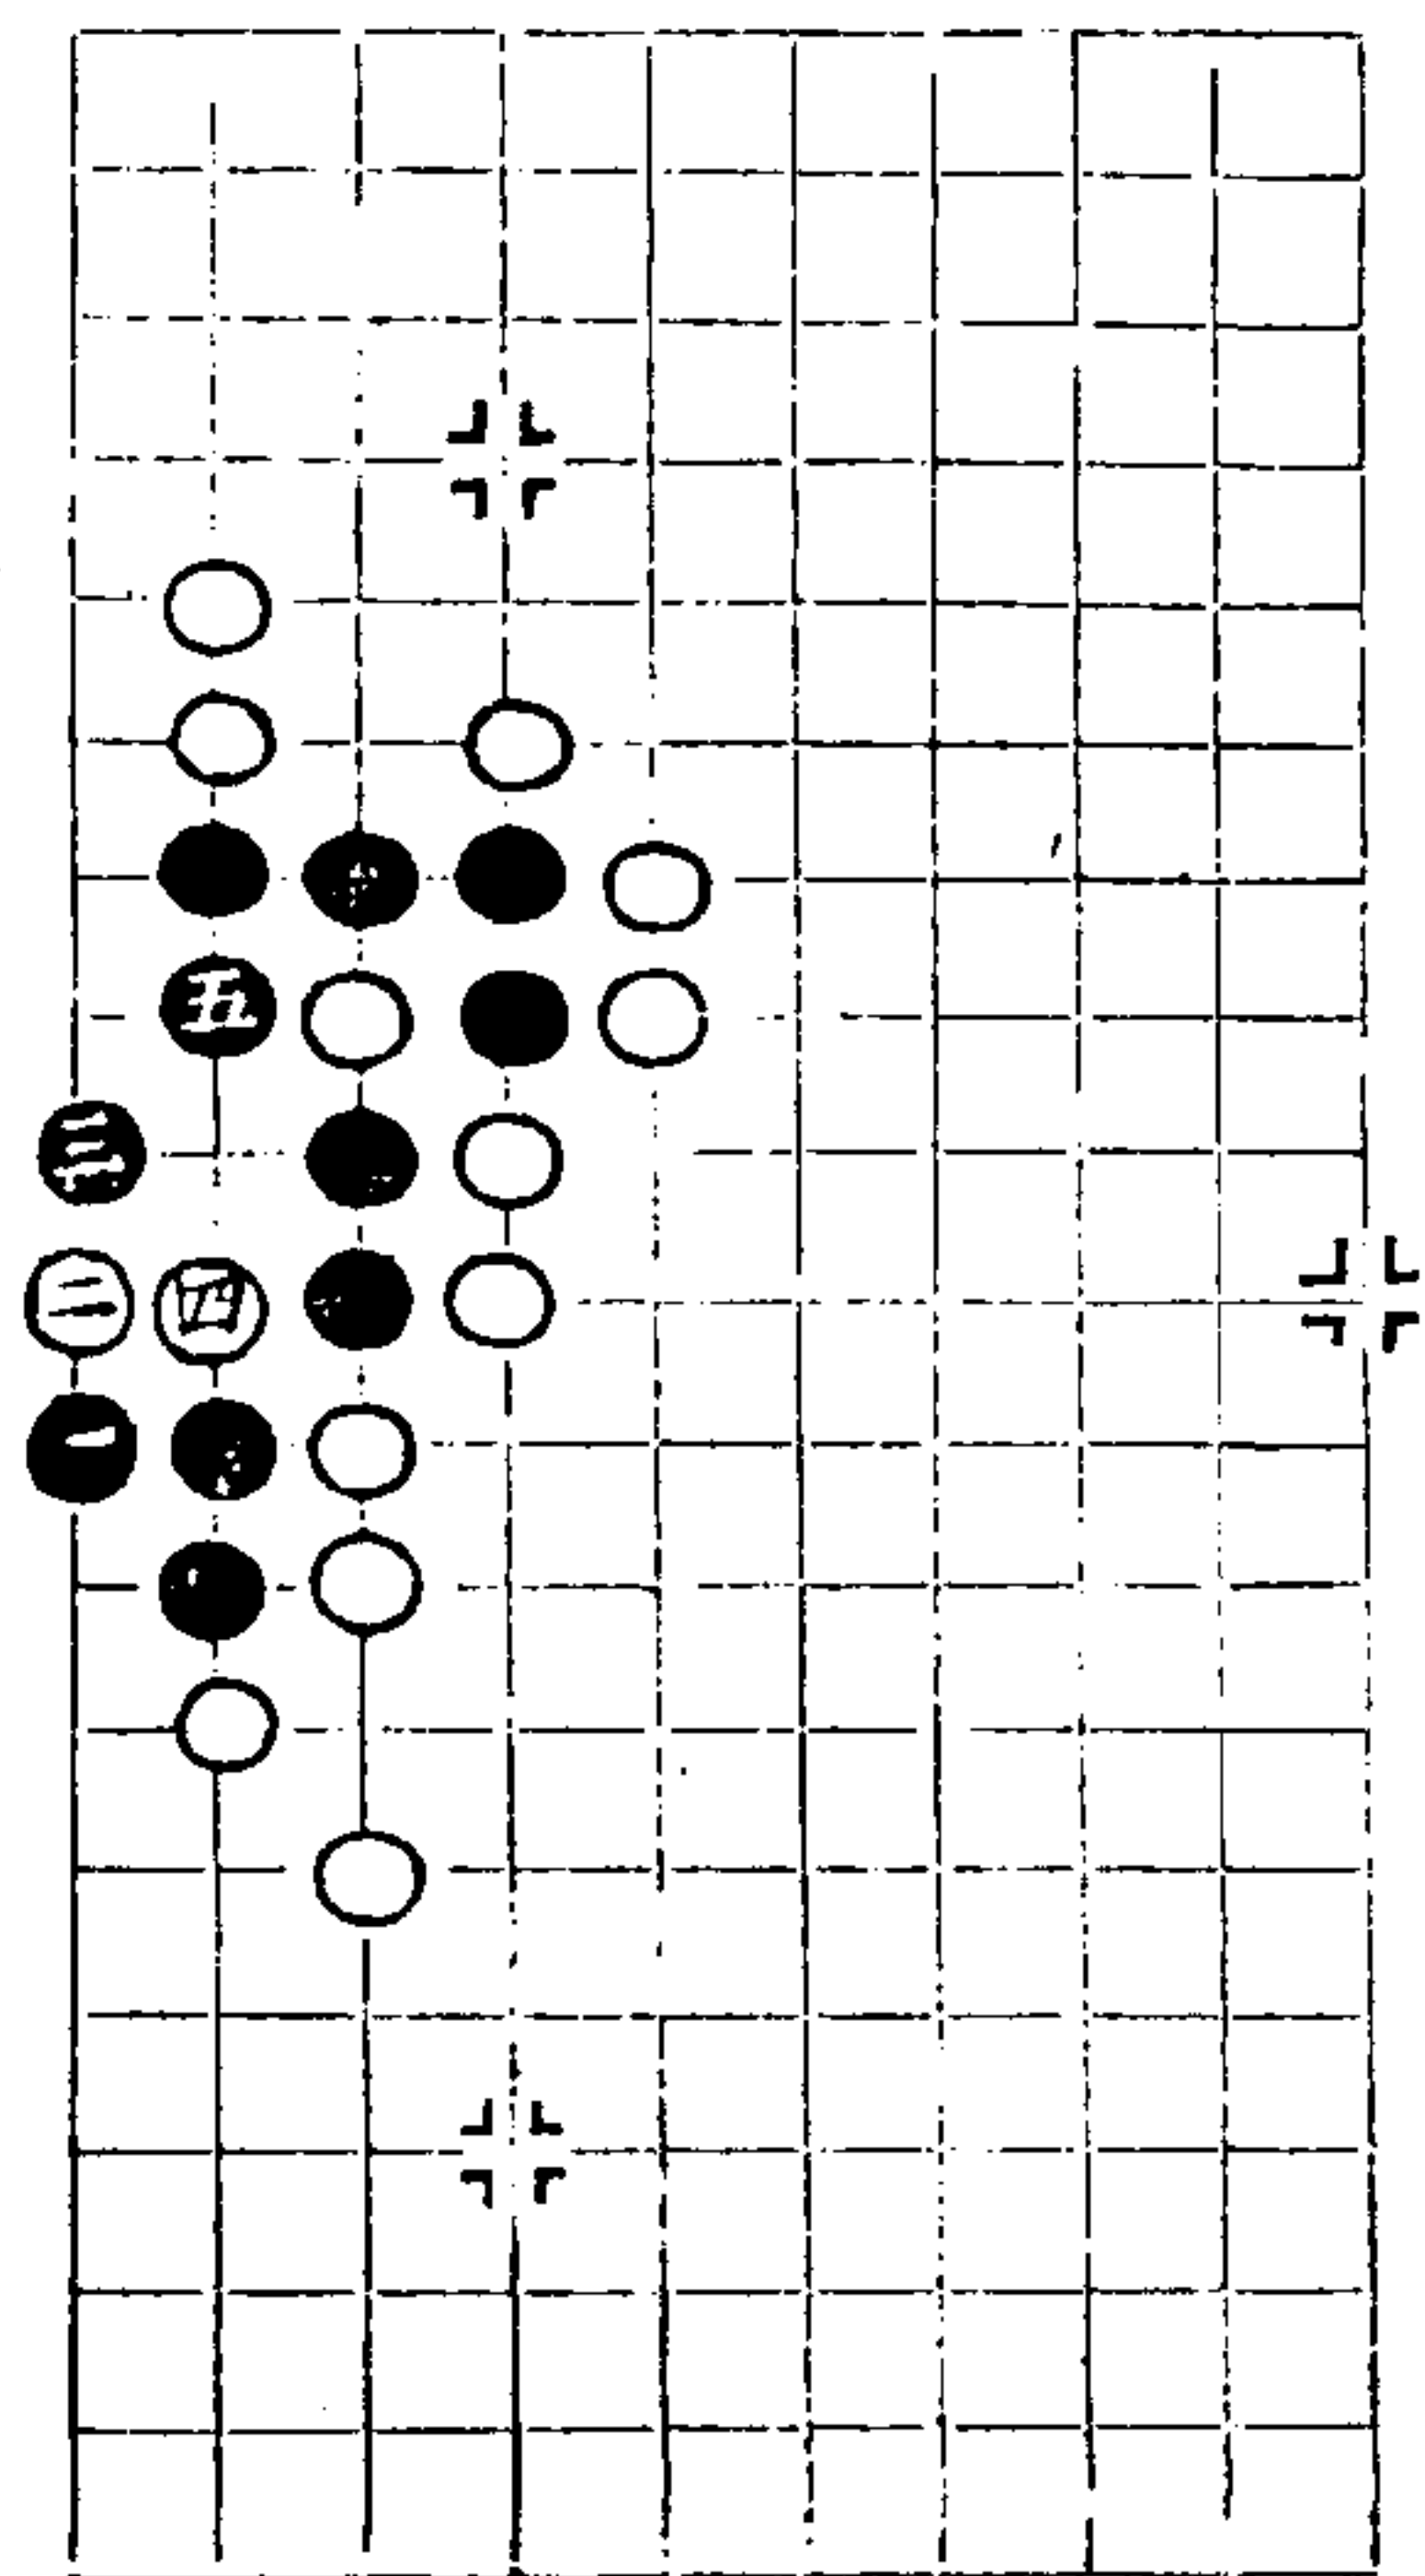 五
三
二 四
一